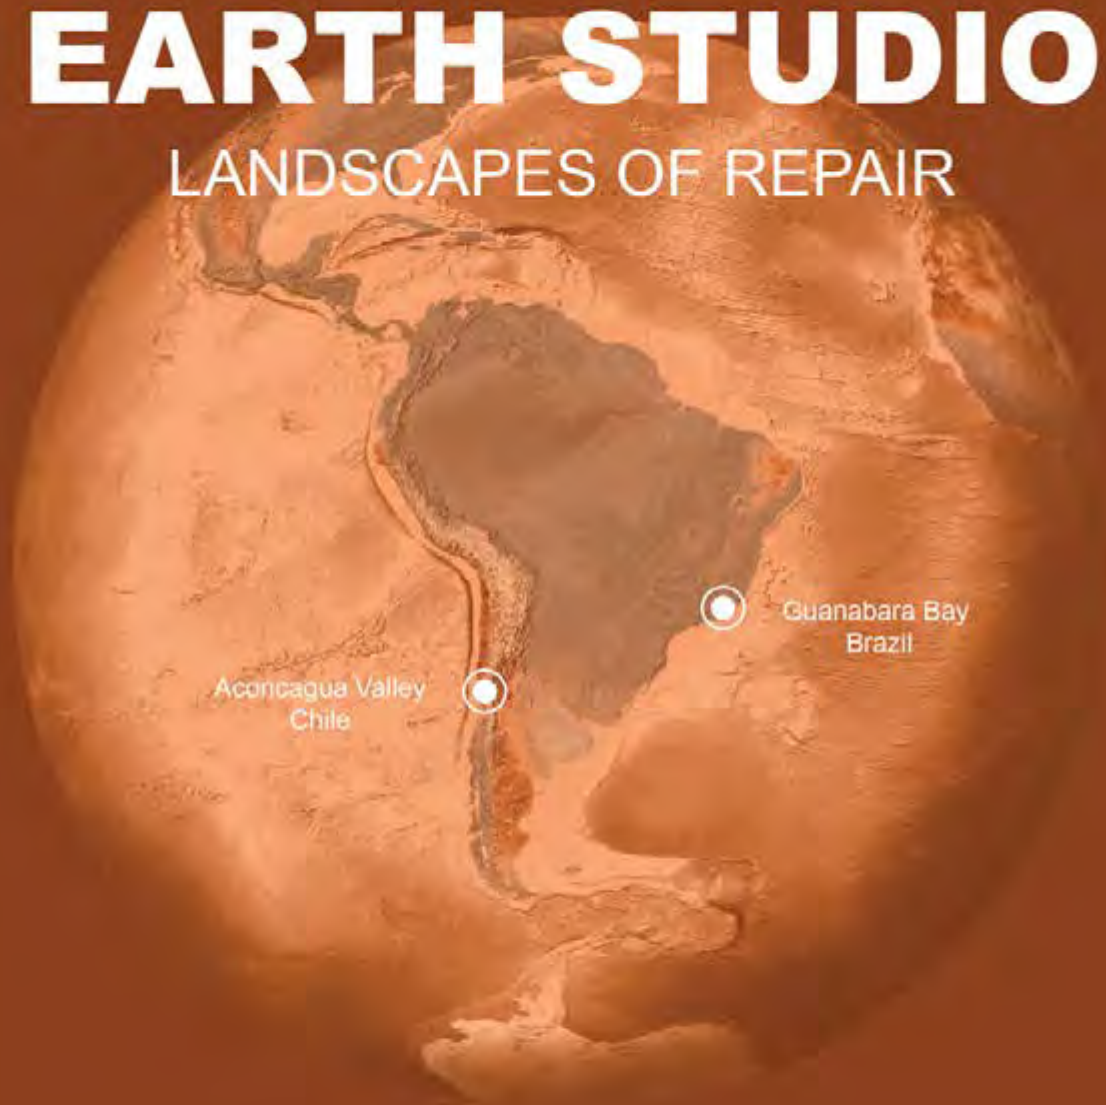 EARTH STUDIO
LANDSCAPES OF REPAIR
Guanabara Bay
Brazil
Aconcagua Valley
Chile